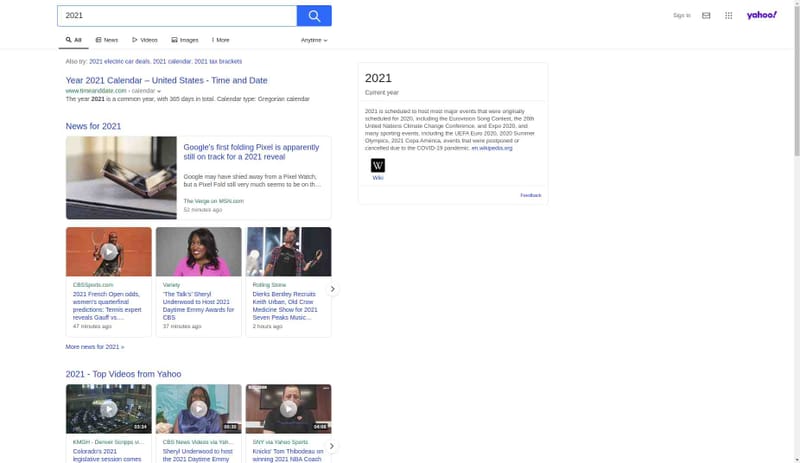 2021
Sign in
yahoo!
All
News
Videos
Images
More
Anytime
Also try: 2021 electric car deals, 2021 calendar, 2021 tax brackets
Year 2021 Calendar – United States - Time and Date
www.timeanddate.com › calendar
The year 2021 is a common year, with 365 days in total. Calendar type: Gregorian calendar
News for 2021
Google's first folding Pixel is apparently
still on track for a 2021 reveal
Google may have shied away from a Pixel Watch,
but a Pixel Fold still very much seems to be on th...
The Verge on MSN.com
52 minutes ago
CBSSports.com
2021 French Open odds,
women's quarterfinal
predictions: Tennis expert
reveals Gauff vs....
47 minutes ago
Variety
'The Talk's' Sheryl
Underwood to Host 2021
Daytime Emmy Awards for
CBS
37 minutes ago
Rolling Stone
Dierks Bentley Recruits
Keith Urban, Old Crow
Medicine Show for 2021
Seven Peaks Music...
2 hours ago
More news for 2021 »
2021 - Top Videos from Yahoo
03:34
KMGH - Denver Scripps vi...
Colorado's 2021
legislative session comes
00:33
CBS News Videos via Yah...
Sheryl Underwood to host
the 2021 Daytime Emmy
04:06
SNY via Yahoo Sports
Knicks' Tom Thibodeau on
winning 2021 NBA Coach
2021
Current year
2021 is scheduled to host most major events that were originally
scheduled for 2020, including the Eurovision Song Contest, the 26th
United Nations Climate Change Conference, and Expo 2020, and
many sporting events, including the UEFA Euro 2020, 2020 Summer
Olympics, 2021 Copa América, events that were postponed or
cancelled due to the COVID-19 pandemic. en.wikipedia.org
W
Wiki
Feedback